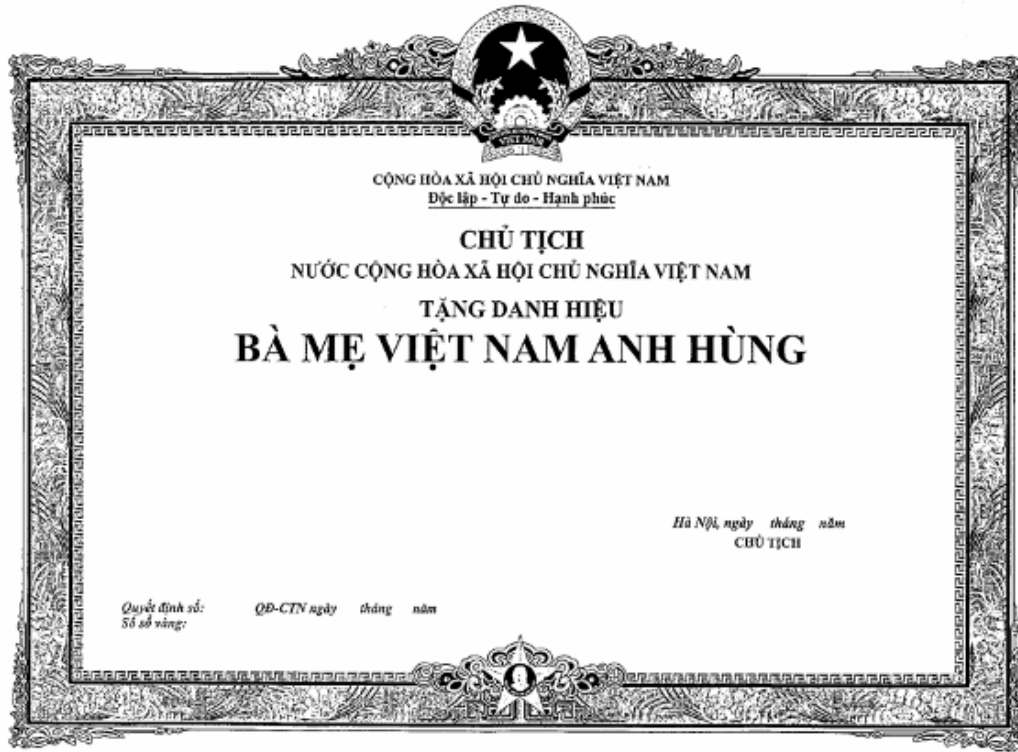 VIỆT NAM
CỘNG HÒA XÃ HỘI CHỦ NGHĨA VIỆT NAM
Độc lập - Tự do - Hạnh phúc
CHỦ TỊCH
NƯỚC CỘNG HÒA XÃ HỘI CHỦ NGHĨA VIỆT NAM
TẶNG DANH HIỆU
BÀ MẸ VIỆT NAM ANH HÙNG
Hà Nội, ngày tháng năm
CHỦ TỊCH
Quyết định số: QĐ-CTN ngày tháng năm
Số sổ vàng: